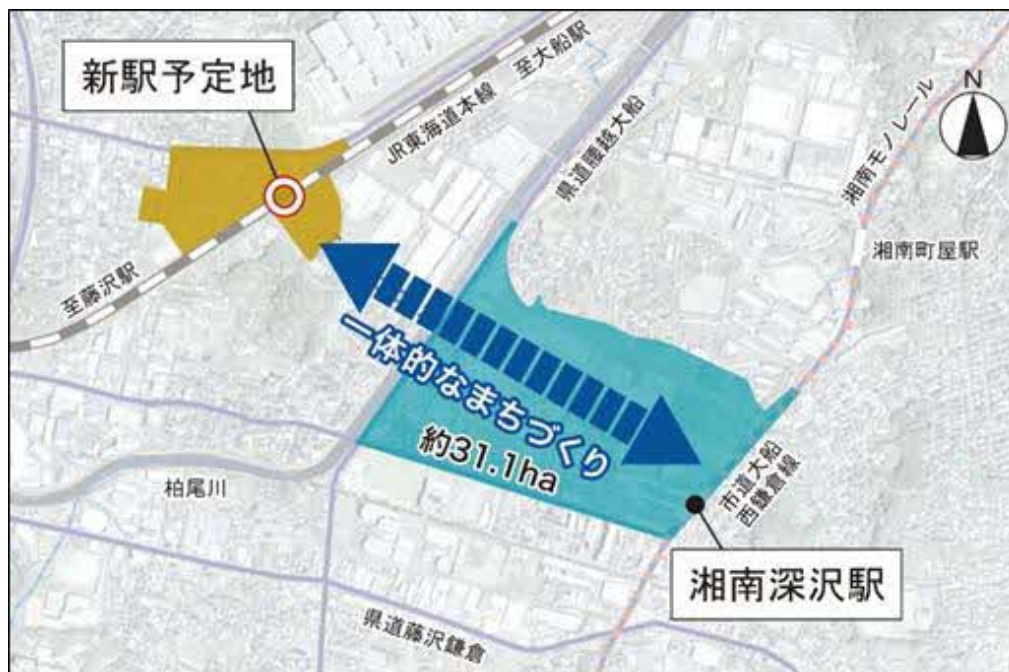 新駅予定地
至大船駅
JR東海道本線
至藤沢駅
県道腰越大船
湘南モノレール
N
湘南町屋駅
一体的なまちづくり
約31.1ha
柏尾川
市道大船
西鎌倉線
湘南深沢駅
県道藤沢鎌倉